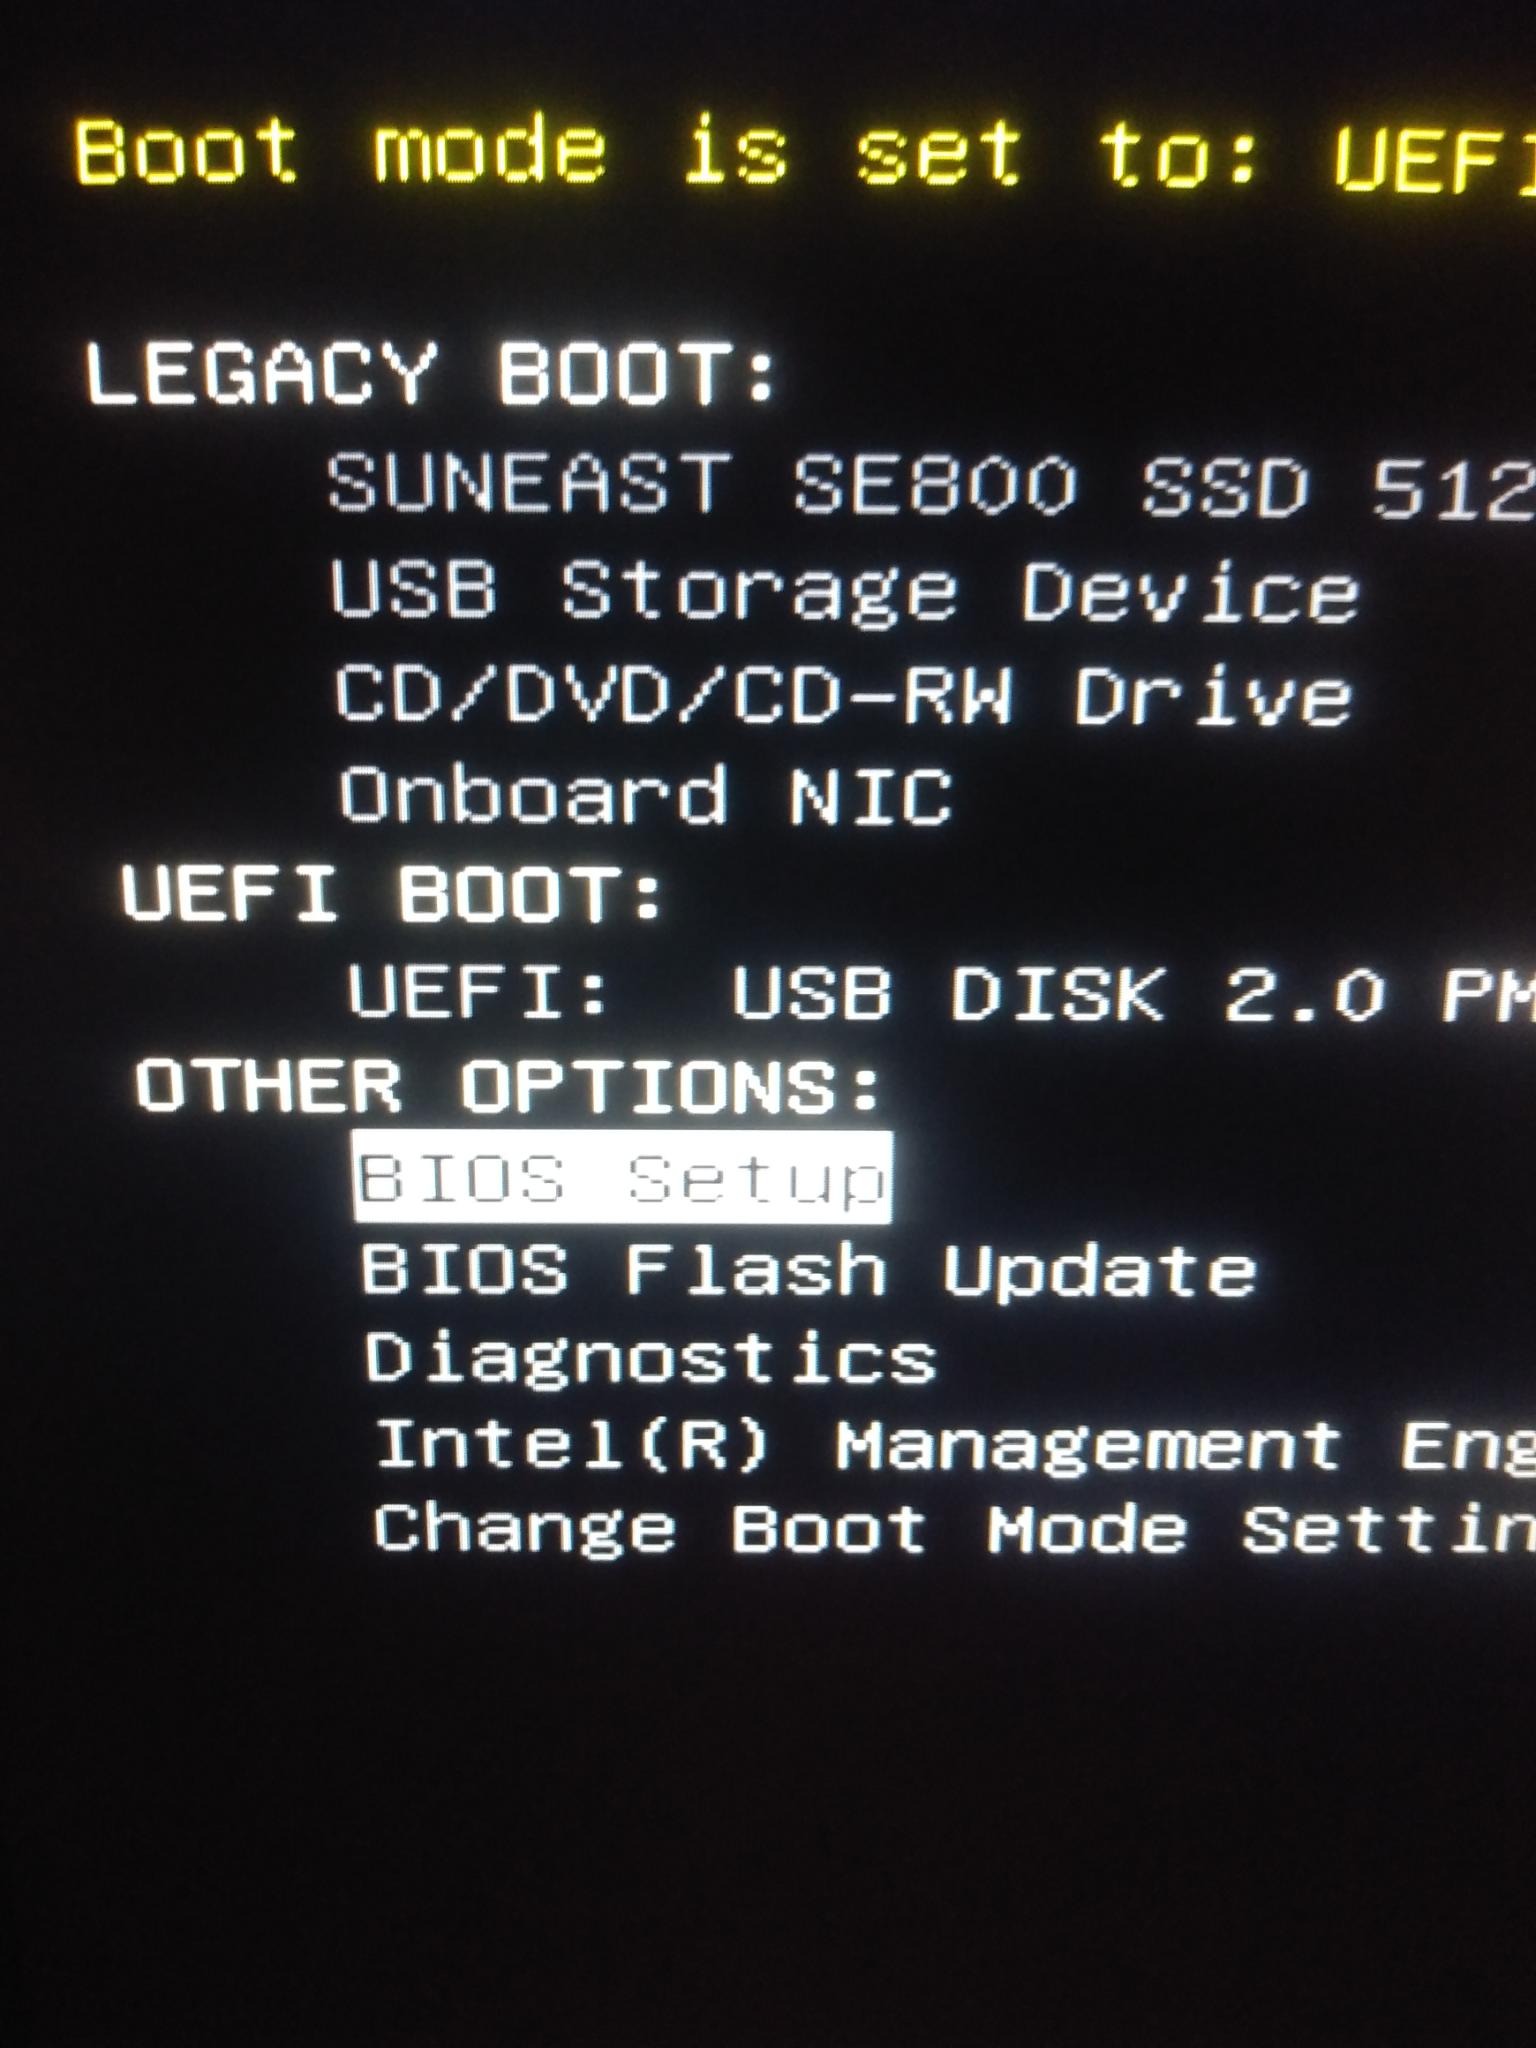 Boot mode is set to: UEFI
LEGACY BOOT:
SUNEAST SE800 SSD 512
USB Storage Device
CD/DVD/CD-RW Drive
Onboard NIC
UEFI BOOT:
UEFI: USB DISK 2.0 PM
OTHER OPTIONS:
BIOS Setup
BIOS Flash Update
Diagnostics
Intel(R) Management Eng
Change Boot Mode Settin